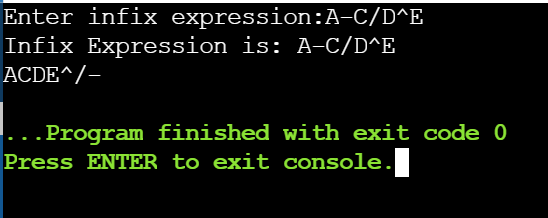 Enter infix expression:A-C/D^E
Infix Expression is: A-C/D^E
ACDE^/-
...Program finished with exit code 0
Press ENTER to exit console.